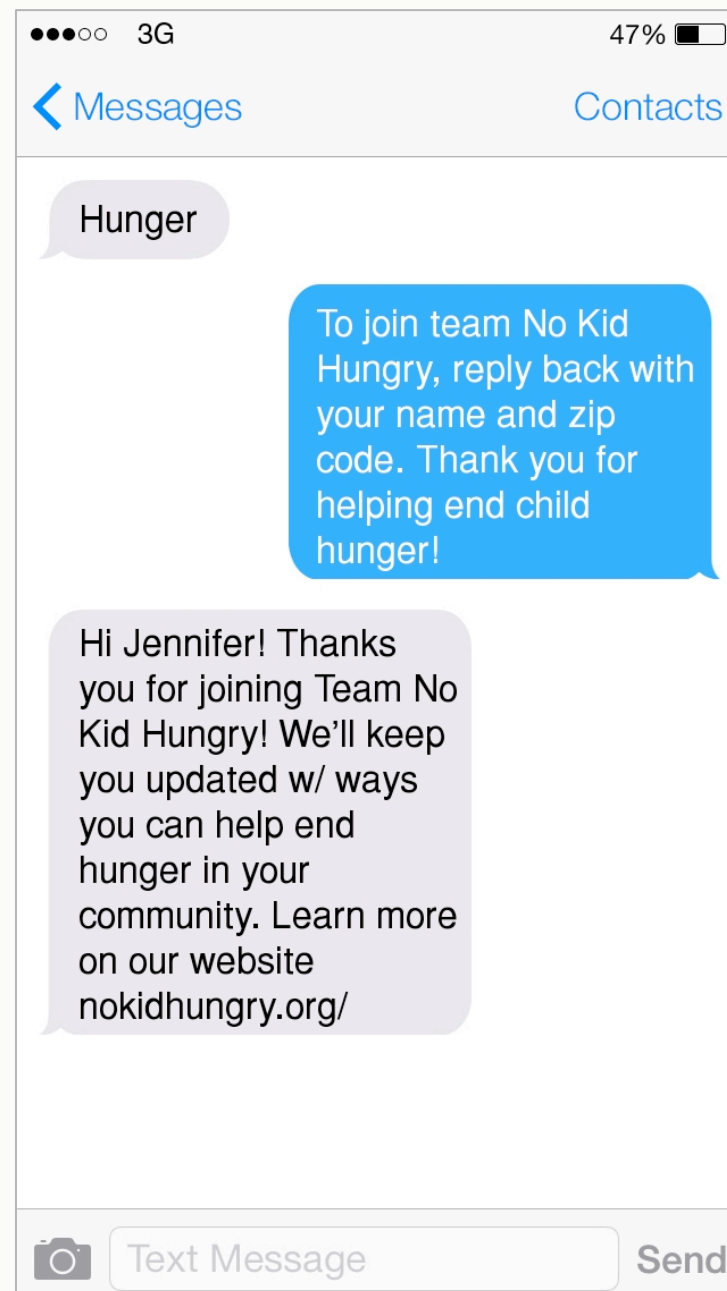 3G 47%
Messages Contacts
Hunger
To join team No Kid
Hungry, reply back with
your name and zip
code. Thank you for
helping end child
hunger!
Hi Jennifer! Thanks
you for joining Team No
Kid Hungry! We’ll keep
you updated w/ ways
you can help end
hunger in your
community. Learn more
on our website
nokidhungry.org/
Text Message Send